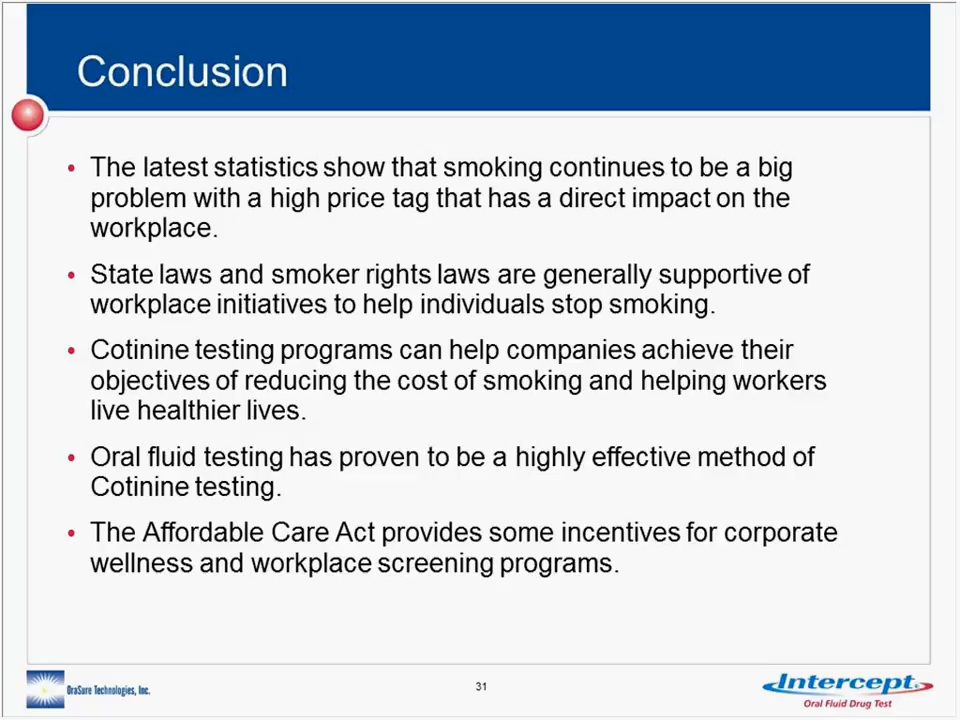 Conclusion
• The latest statistics show that smoking continues to be a big
problem with a high price tag that has a direct impact on the
workplace.
• State laws and smoker rights laws are generally supportive of
workplace initiatives to help individuals stop smoking.
• Cotinine testing programs can help companies achieve their
objectives of reducing the cost of smoking and helping workers
live healthier lives.
• Oral fluid testing has proven to be a highly effective method of
Cotinine testing.
• The Affordable Care Act provides some incentives for corporate
wellness and workplace screening programs.
OraSure Technologies, Inc.
31
Intercept
Oral Fluid Drug Test